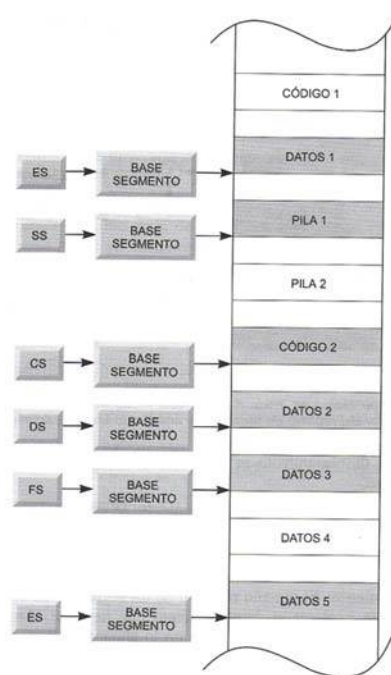 CÓDIGO 1
ES
BASE
SEGMENTO
DATOS 1
SS
BASE
SEGMENTO
PILA 1
PILA 2
CS
BASE
SEGMENTO
CÓDIGO 2
DS
BASE
SEGMENTO
DATOS 2
FS
BASE
SEGMENTO
DATOS 3
DATOS 4
ES
BASE
SEGMENTO
DATOS 5